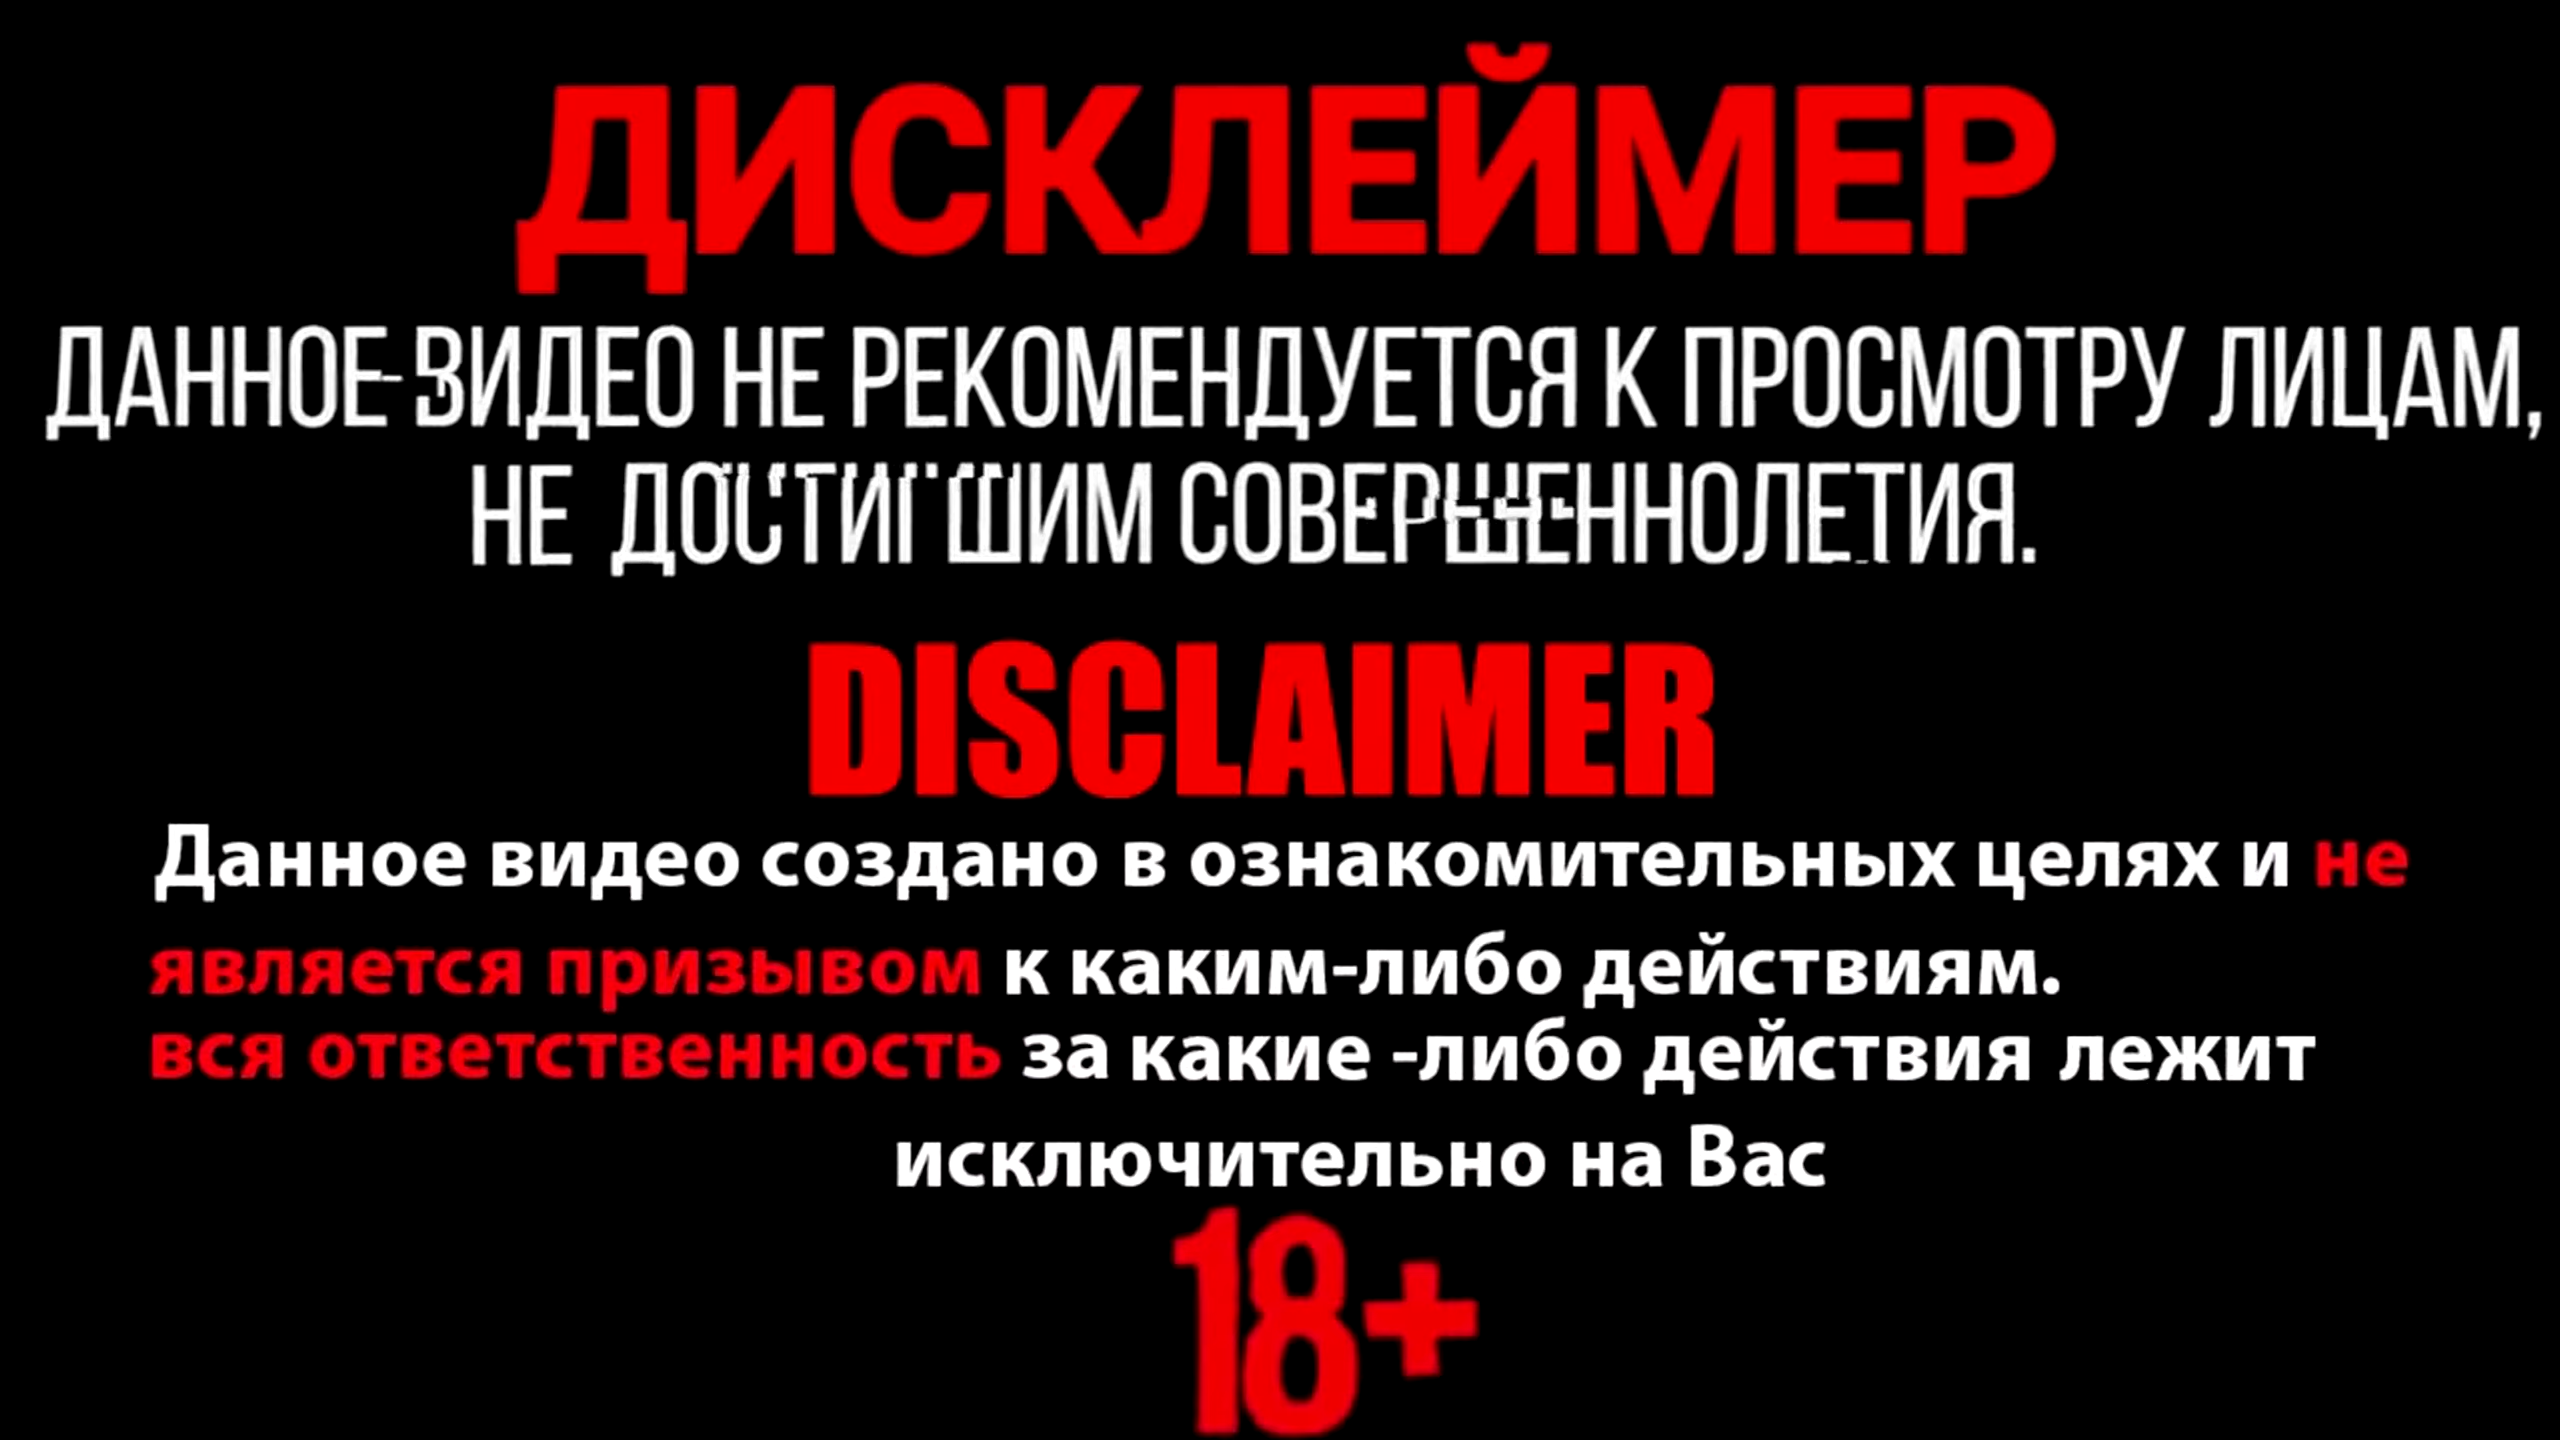 ДИСКЛЕЙМЕР
ДАННОЕ ВИДЕО НЕ РЕКОМЕНДУЕТСЯ К ПРОСМОТРУ ЛИЦАМ,
НЕ ДОСТИГШИМ СОВЕРШЕННОЛЕТИЯ.
DISCLAIMER
Данное видео создано в ознакомительных целях и не
является призывом к каким-либо действиям.
вся ответственность за какие -либо действия лежит
исключительно на Вас
18+